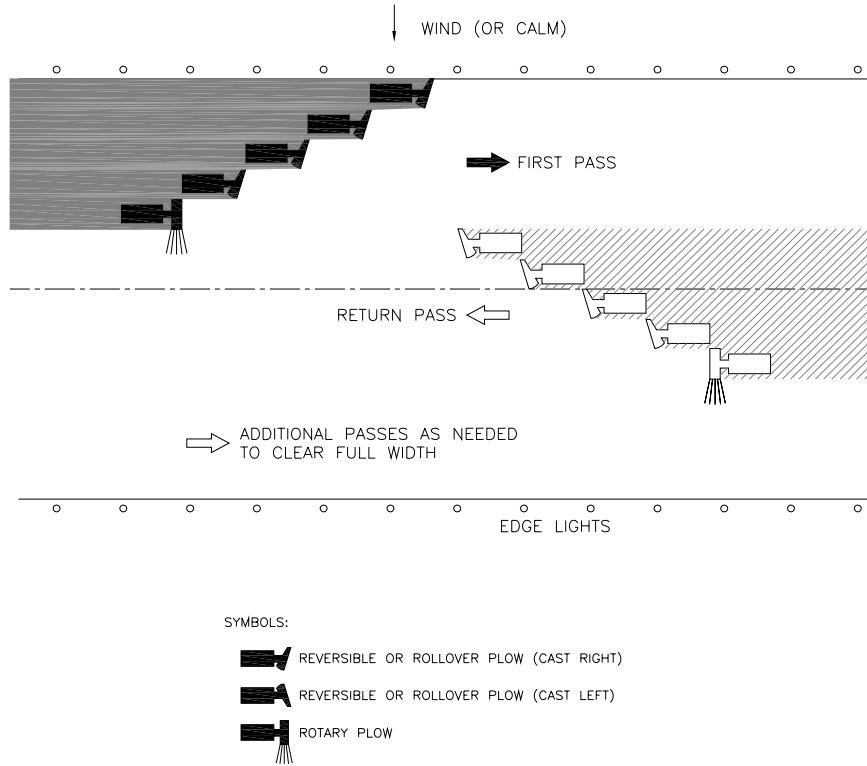 WIND (OR CALM)
FIRST PASS
RETURN PASS
ADDITIONAL PASSES AS NEEDED
TO CLEAR FULL WIDTH
EDGE LIGHTS
SYMBOLS:
REVERSIBLE OR ROLLOVER PLOW (CAST RIGHT)
REVERSIBLE OR ROLLOVER PLOW (CAST LEFT)
ROTARY PLOW